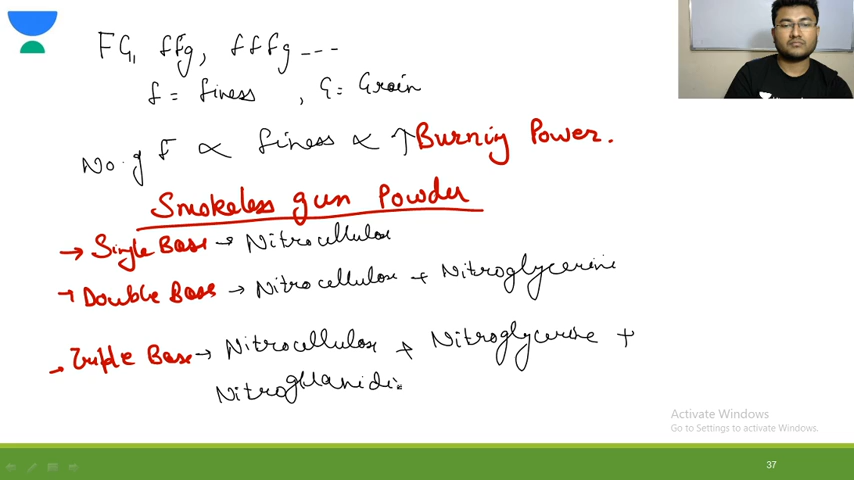 FG, ffg, fffg ---
f = finess , G = Grain
No. of F ∝ finess ∝ ↑ Burning Power.
Smokeless gun Powder
→ Single Base → Nitrocellulose
→ Double Base → Nitrocellulose + Nitroglycerine
→ Triple Base → Nitrocellulose + Nitroglycerine +
Nitroguanidi
Activate Windows
Go to Settings to activate Windows.
37